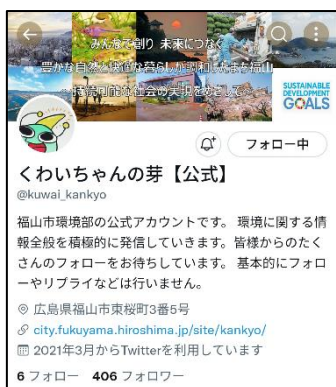 みんなで創り 未来につなぐ
豊かな自然と快適な暮らしが調和したまち福山
～持続可能な社会の実現をめざして～
SUSTAINABLE
DEVELOPMENT
GOALS
フォロー中
くわいちゃんの芽【公式】
@kuwai_kankyo
福山市環境部の公式アカウントです。 環境に関する情
報全般を積極的に発信していきます。皆様からのたく
さんのフォローをお待ちしています。 基本的にフォロ
ーやリプライなどは行いません。
広島県福山市東桜町3番5号
city.fukuyama.hiroshima.jp/site/kankyo/
2021年3月からTwitterを利用しています
6 フォロー 406 フォロワー